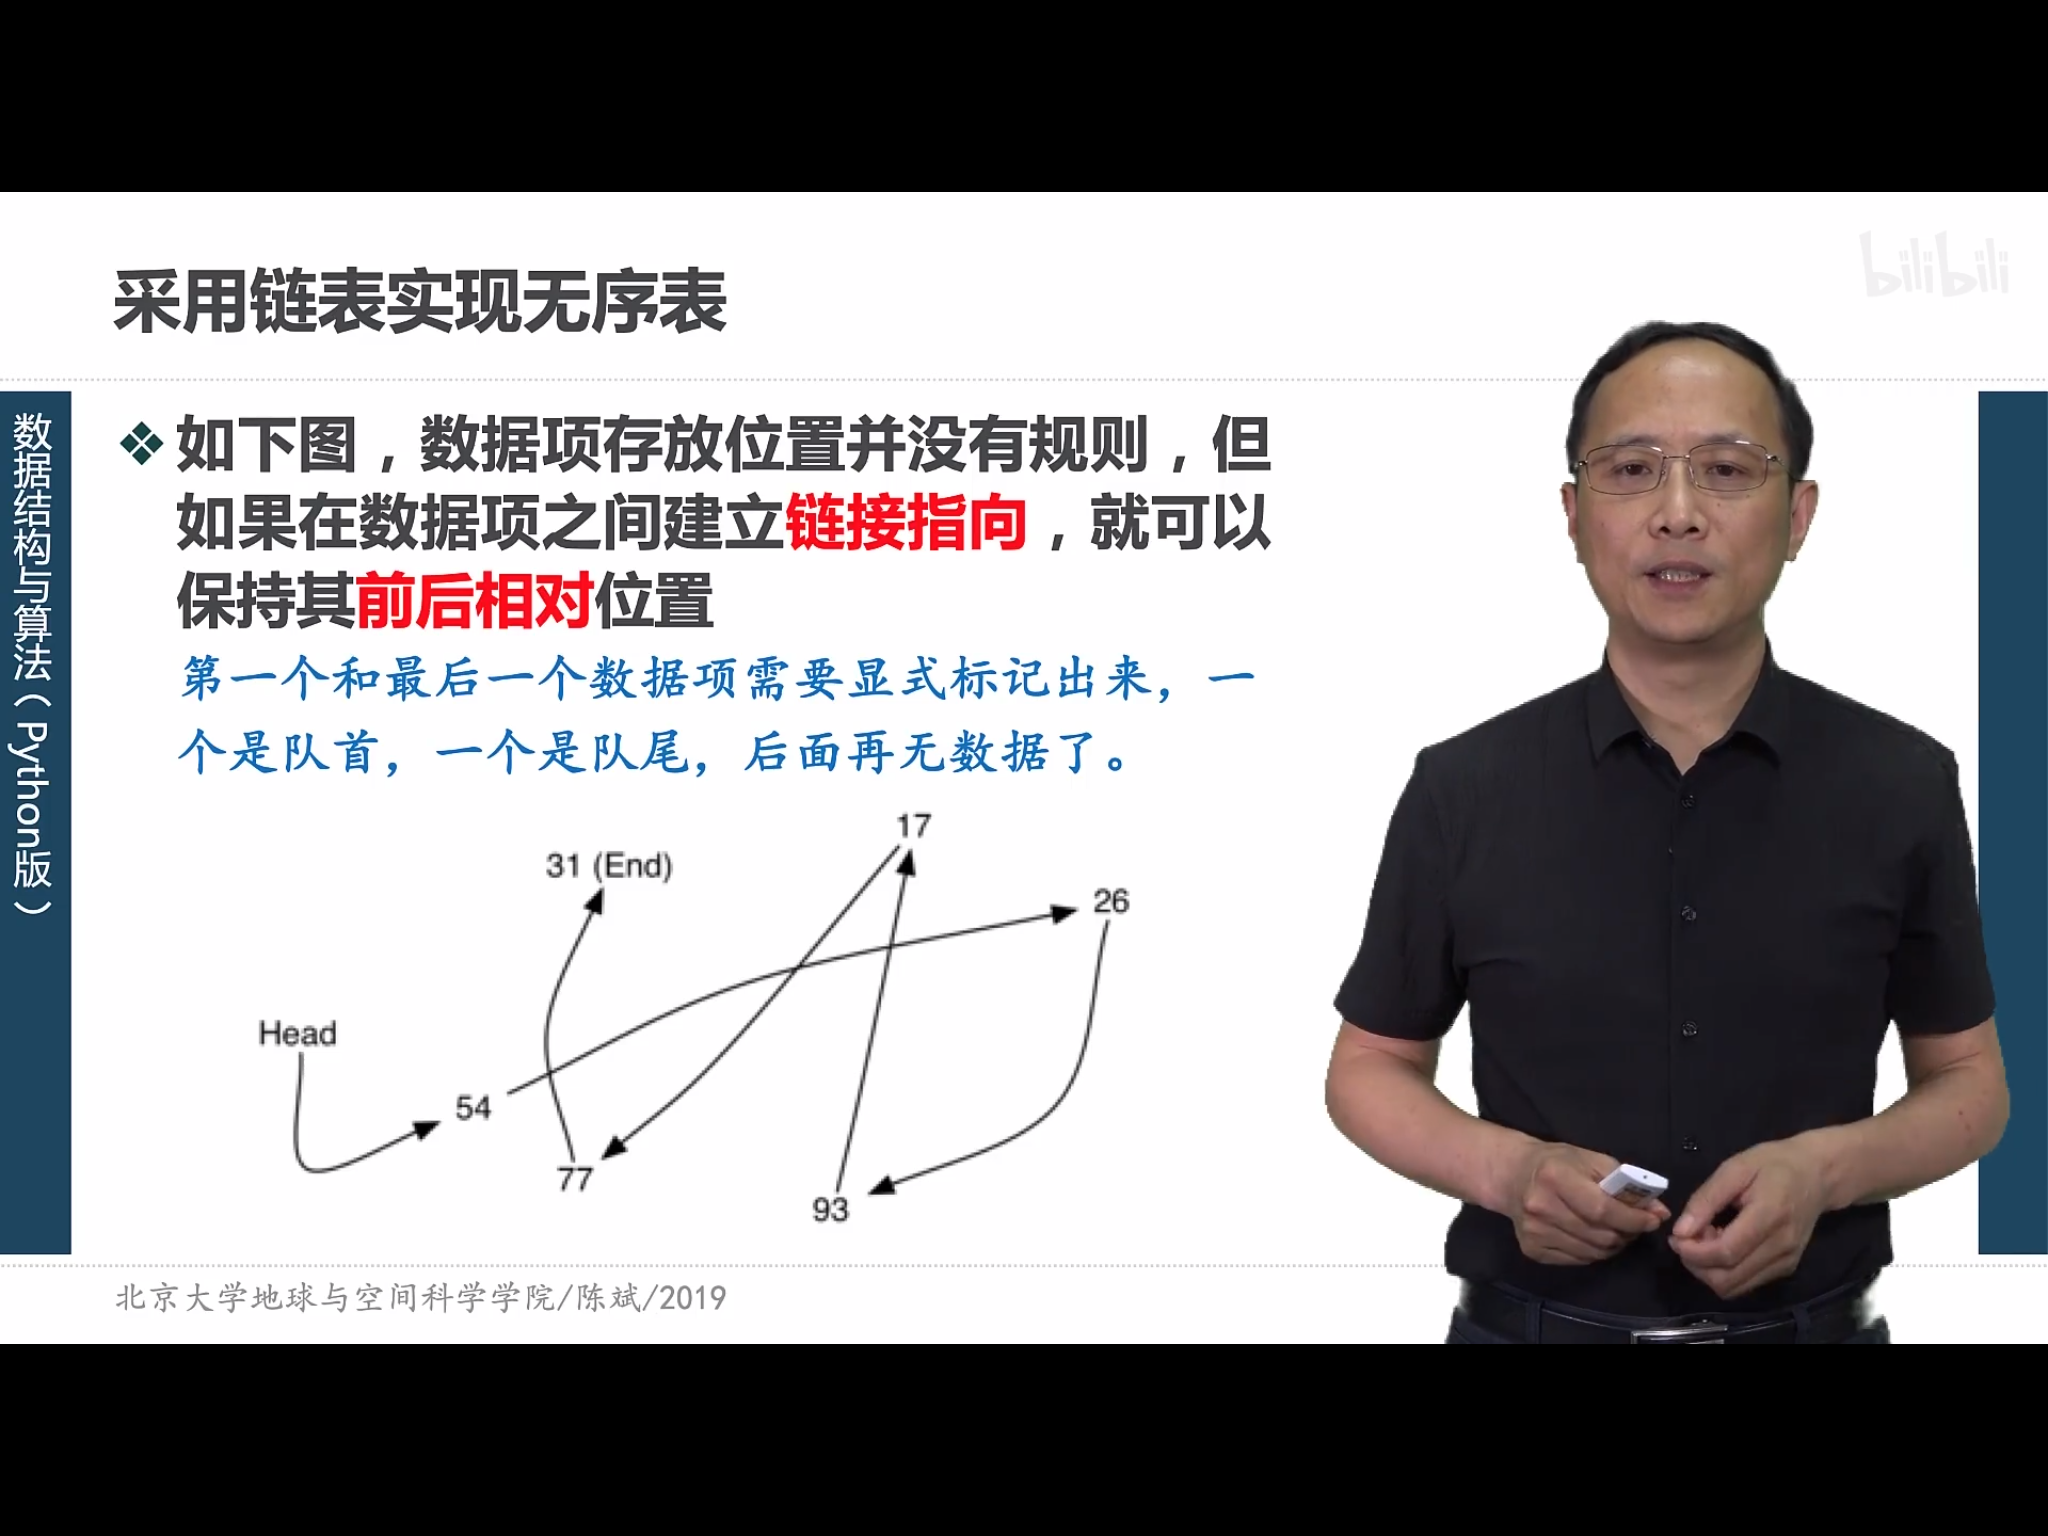 采用链表实现无序表
bilibili
数据结构与算法（Python版）
如下图，数据项存放位置并没有规则，但
如果在数据项之间建立链接指向，就可以
保持其前后相对位置
第一个和最后一个数据项需要显式标记出来，一
个是队首，一个是队尾，后面再无数据了。
17
31 (End)
26
Head
54
77
93
北京大学地球与空间科学学院/陈斌/2019